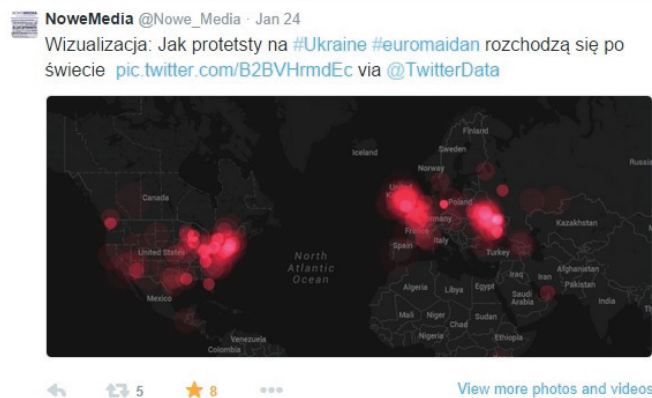 NoweMedia @Nowe_Media · Jan 24
Wizualizacja: Jak protetsty na #Ukraine #euromaidan rozchodzą się po
świecie pic.twitter.com/B2BVHrmdEc via @TwitterData
Finland
Iceland
Sweden
Norway
Russia
Canada
United
Poland
Germany
France
Kazakhstan
United States
Spain
Italy
Turkey
North
Atlantic
Ocean
Iraq
Iran
Afghanistan
Pakistan
Algeria
Libya
Egypt
Saudi
Arabia
India
Mexico
Mali
Niger
Chad
Sudan
Nigeria
Ethiopia
Venezuela
Colombia
5
8
View more photos and videos